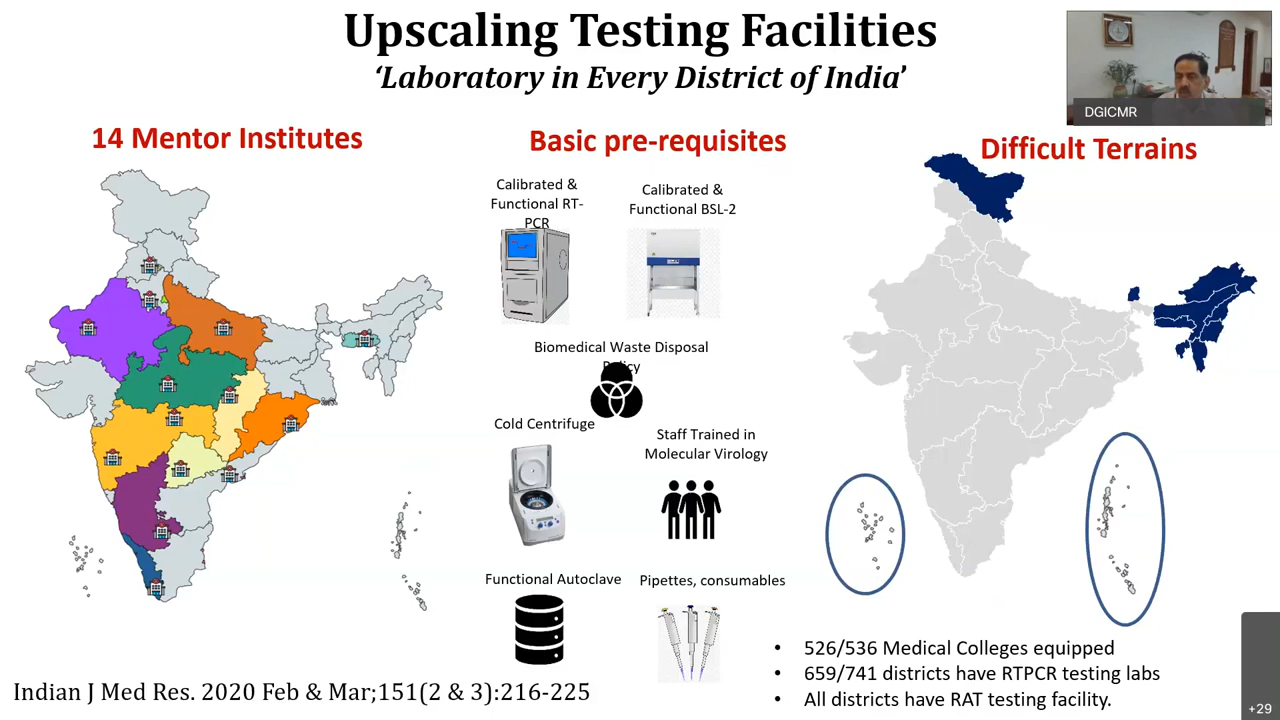 Upscaling Testing Facilities
‘Laboratory in Every District of India’
DGICMR
14 Mentor Institutes
Basic pre-requisites
Difficult Terrains
Calibrated &
Functional RT-
PCR
Calibrated &
Functional BSL-2
Biomedical Waste Disposal
Policy
Cold Centrifuge
Staff Trained in
Molecular Virology
Functional Autoclave
Pipettes, consumables
• 526/536 Medical Colleges equipped
• 659/741 districts have RTPCR testing labs
• All districts have RAT testing facility.
Indian J Med Res. 2020 Feb & Mar;151(2 & 3):216-225
+29